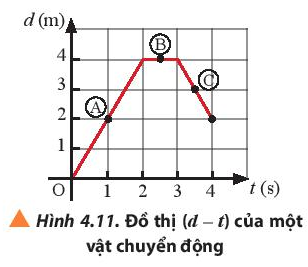 d (m)
4
3
2
1
O
1 2 3 4 t (s)
A
B
C
Hình 4.11. Đồ thị (d – t) của một
vật chuyển động